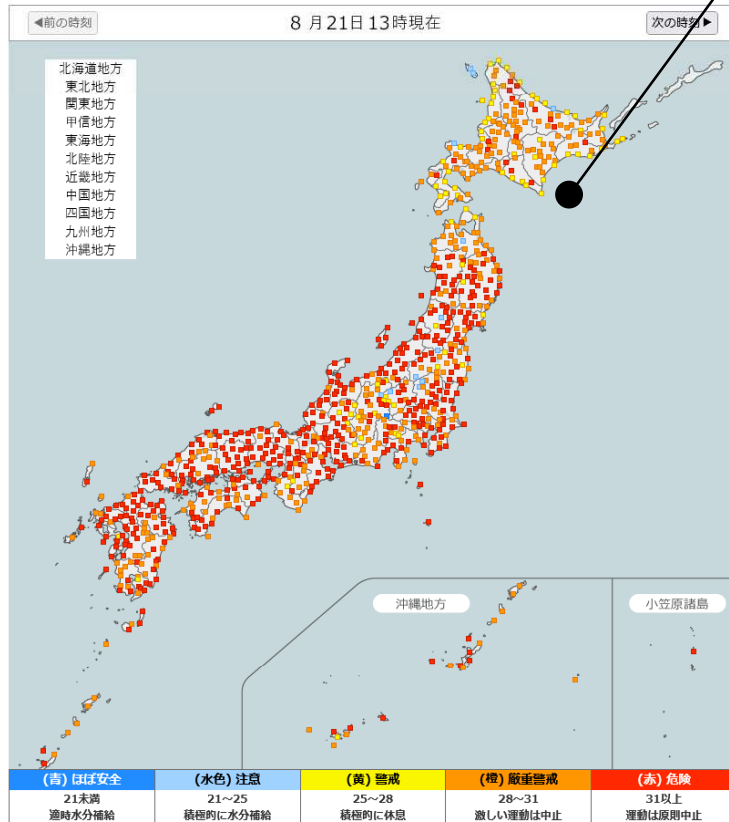 ◀前の時刻
8 月21日13時現在
次の時刻▶
北海道地方
東北地方
関東地方
甲信地方
東海地方
北陸地方
近畿地方
中国地方
四国地方
九州地方
沖縄地方
沖縄地方
小笠原諸島
(青) ほぼ安全
(水色) 注意
(黄) 警戒
(橙) 厳重警戒
(赤) 危険
21未満
21～25
25～28
28～31
31以上
適時水分補給
積極的に水分補給
積極的に休息
激しい運動は中止
運動は原則中止